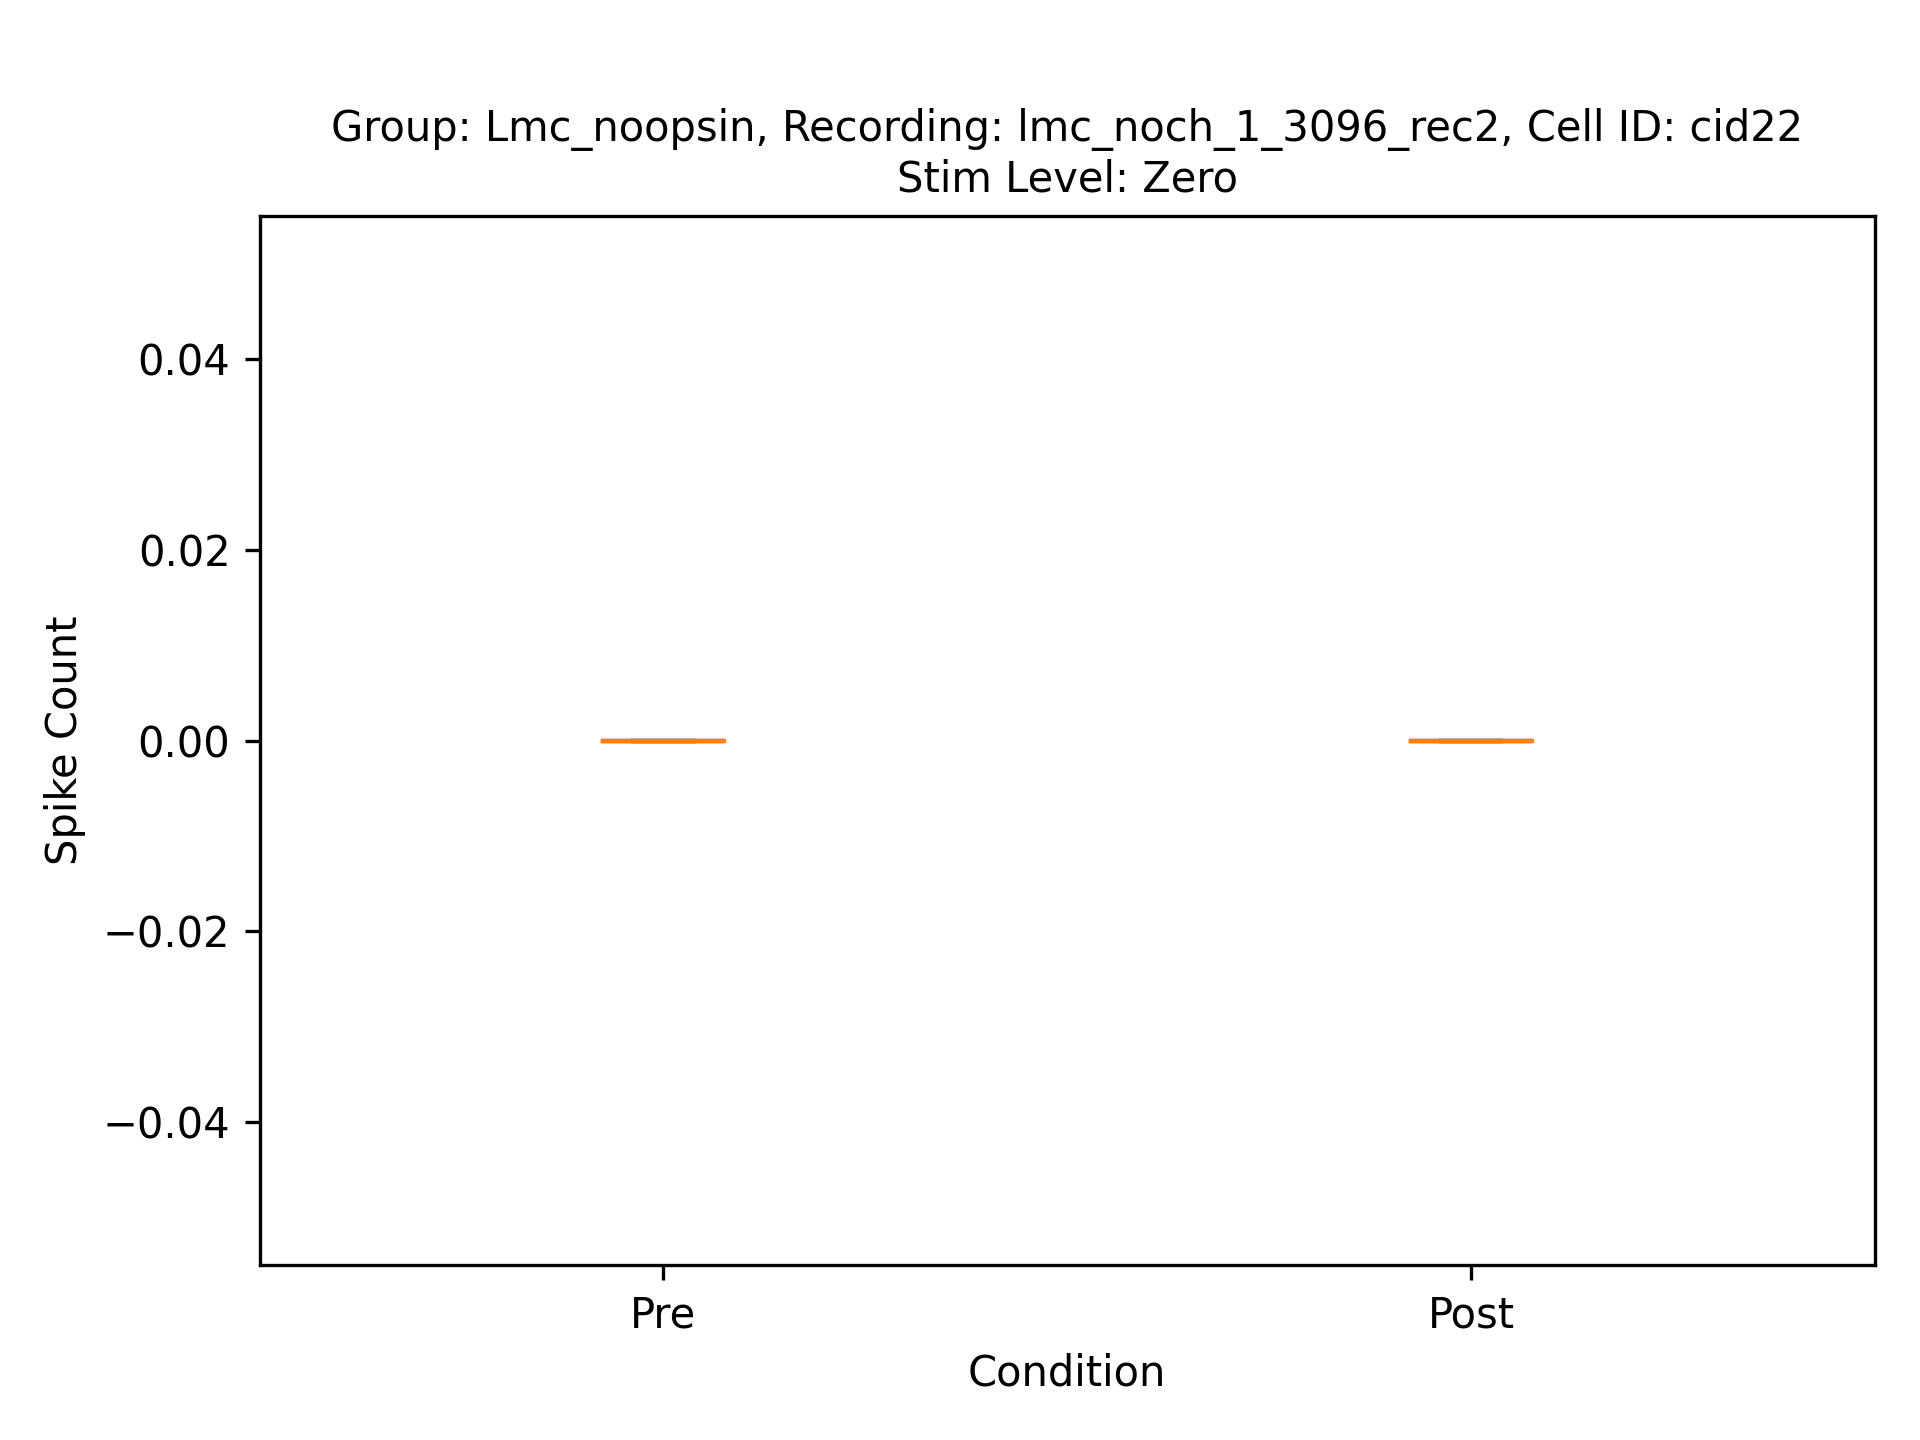 Group: Lmc_noopsin, Recording: lmc_noch_1_3096_rec2, Cell ID: cid22
Stim Level: Zero
0.04
0.02
0.00
−0.02
−0.04
Spike Count
Pre
Post
Condition